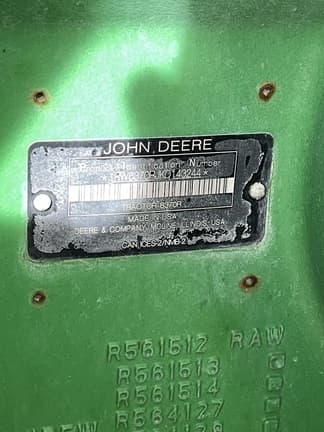 JOHN DEERE
Product Identification Number
*1RW8370RJKD143244*
TRACTOR-8370R
MADE IN USA
DEERE & COMPANY MOLINE ILLINOIS USA
CAN ICES-2/NMB-2
R561512 RAW
R561513
R561514
R564127